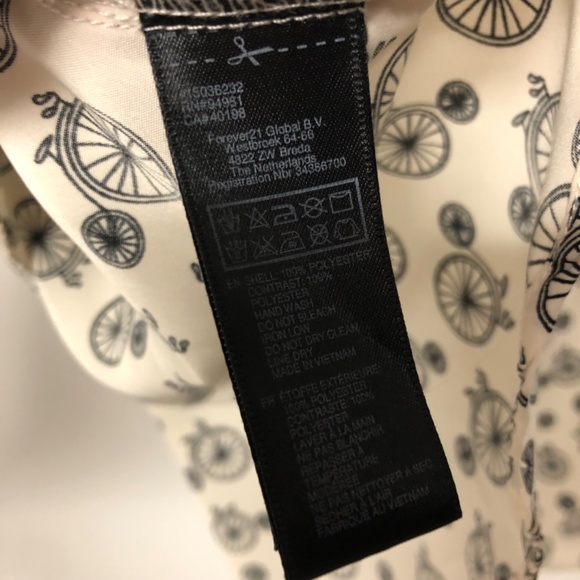 #15036232
RN#94981
CA#40198
Forever21 Global B.V.
Westbroek 64-66
4822 ZW Breda
The Netherlands
Registration Nbr 34386700
EN SHELL: 100% POLYESTER
CONTRAST: 100%
POLYESTER
HAND WASH
DO NOT BLEACH
IRON LOW
DO NOT DRY CLEAN
LINE DRY
MADE IN VIETNAM
FR ÉTOFFE EXTÉRIEURE:
100% POLYESTER
CONTRASTE 100%
POLYESTER
LAVER À LA MAIN
NE PAS BLANCHIR
REPASSER À
TEMPÉRATURE
MODÉRÉE
NE PAS NETTOYER À SEC
SÉCHER À L'AIR
FABRIQUÉ AU VIETNAM